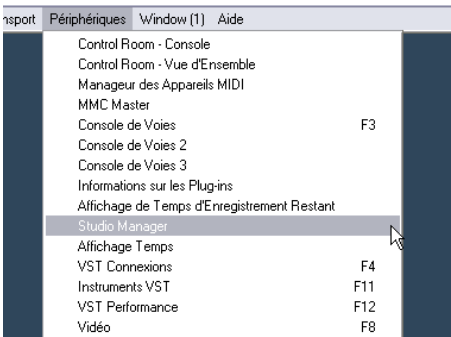 nsport Périphériques Window (1) Aide
Control Room - Console
Control Room - Vue d'Ensemble
Manageur des Appareils MIDI
MMC Master
Console de Voies F3
Console de Voies 2
Console de Voies 3
Informations sur les Plug-ins
Affichage de Temps d'Enregistrement Restant
Studio Manager
Affichage Temps
VST Connexions F4
Instruments VST F11
VST Performance F12
Vidéo F8